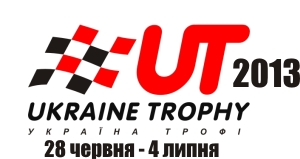 UT 2013
UKRAINE TROPHY
УКРАЇНА ТРОФІ
28 червня - 4 липня